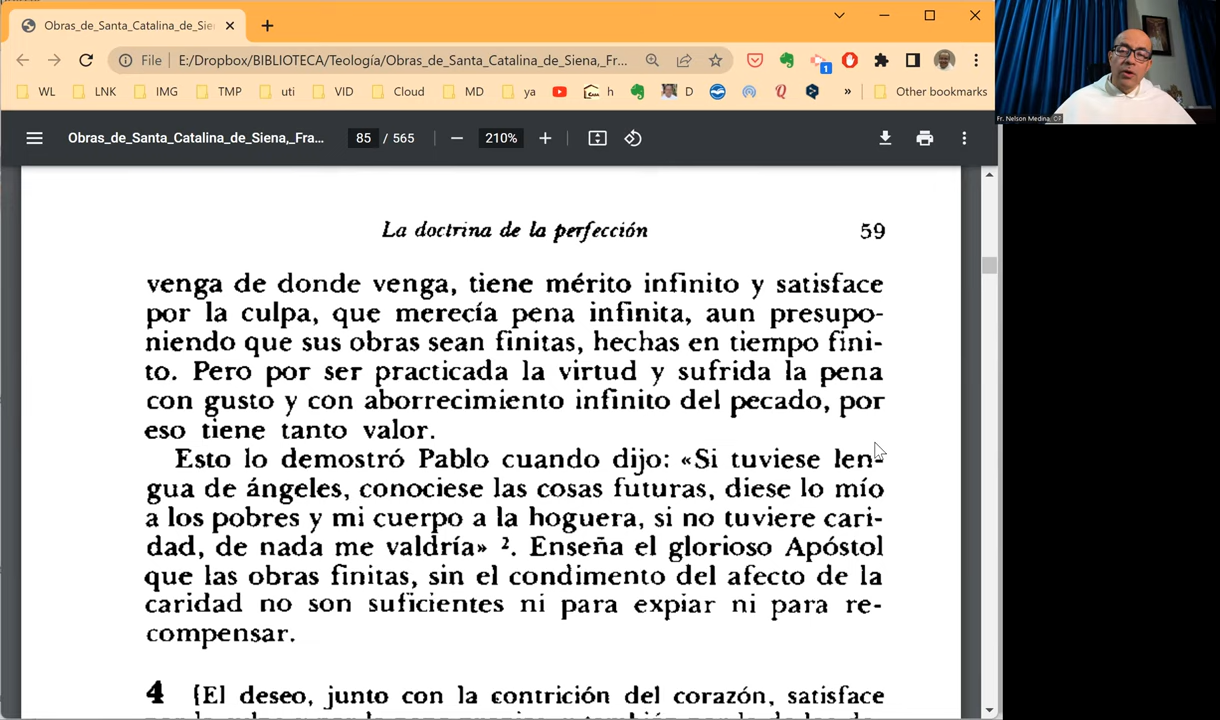 Obras_de_Santa_Catalina_de_Sie
File E:/Dropbox/BIBLIOTECA/Teología/Obras_de_Santa_Catalina_de_Siena,_Fr...
1
WL LNK IMG TMP uti VID Cloud MD ya h D » Other bookmarks
Obras_de_Santa_Catalina_de_Siena,_Fra... 85 / 565 210%
Fr. Nelson Medina, OP
La doctrina de la perfección 59
venga de donde venga, tiene mérito infinito y satisface
por la culpa, que merecía pena infinita, aun presupo-
niendo que sus obras sean finitas, hechas en tiempo fini-
to. Pero por ser practicada la virtud y sufrida la pena
con gusto y con aborrecimiento infinito del pecado, por
eso tiene tanto valor.
Esto lo demostró Pablo cuando dijo: «Si tuviese len-
gua de ángeles, conociese las cosas futuras, diese lo mío
a los pobres y mi cuerpo a la hoguera, si no tuviere cari-
dad, de nada me valdría» ². Enseña el glorioso Apóstol
que las obras finitas, sin el condimento del afecto de la
caridad no son suficientes ni para expiar ni para re-
compensar.
4 [El deseo, junto con la contrición del corazón, satisface